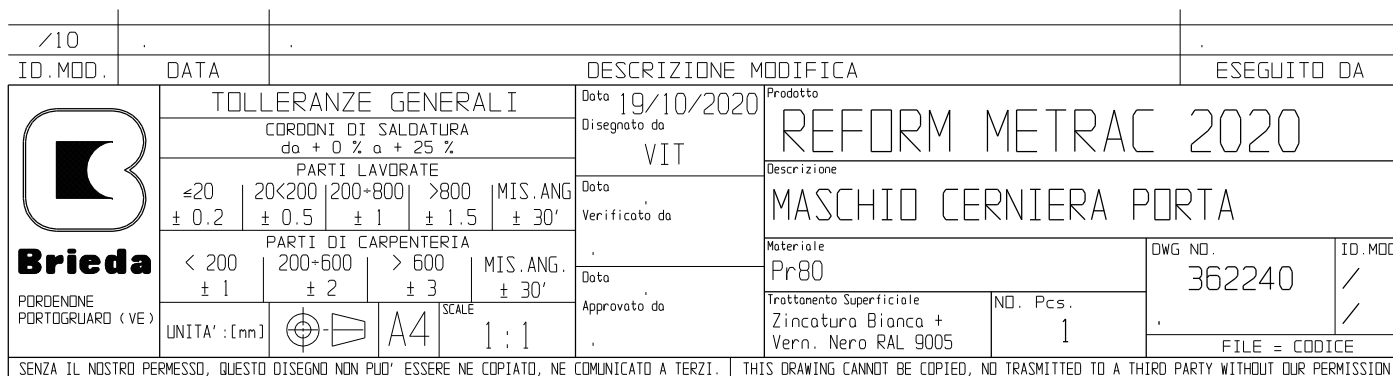 /10 . . .
ID.MOD. DATA DESCRIZIONE MODIFICA ESEGUITO DA
Brieda
PORDENONE
PORTOGRUARO (VE)
TOLLERANZE GENERALI
CORDONI DI SALDATURA
da + 0 % a + 25 %
PARTI LAVORATE
≤20 20<200 200÷800 >800 MIS.ANG
± 0.2 ± 0.5 ± 1 ± 1.5 ± 30'
PARTI DI CARPENTERIA
< 200 200÷600 > 600 MIS.ANG.
± 1 ± 2 ± 3 ± 30'
UNITA' :[mm] A4 SCALE
1 : 1
Data 19/10/2020
Disegnato da
VIT
Data .
Verificato da
.
Data .
Approvato da
.
Prodotto
REFORM METRAC 2020
Descrizione
MASCHIO CERNIERA PORTA
Materiale
Pr80
Trattamento Superficiale
Zincatura Bianca +
Vern. Nero RAL 9005
NO. Pcs.
1
DWG NO. ID.MOD
362240 /
. /
FILE = CODICE
SENZA IL NOSTRO PERMESSO, QUESTO DISEGNO NON PUO' ESSERE NE COPIATO, NE COMUNICATO A TERZI. THIS DRAWING CANNOT BE COPIED, NO TRASMITTED TO A THIRD PARTY WITHOUT OUR PERMISSION